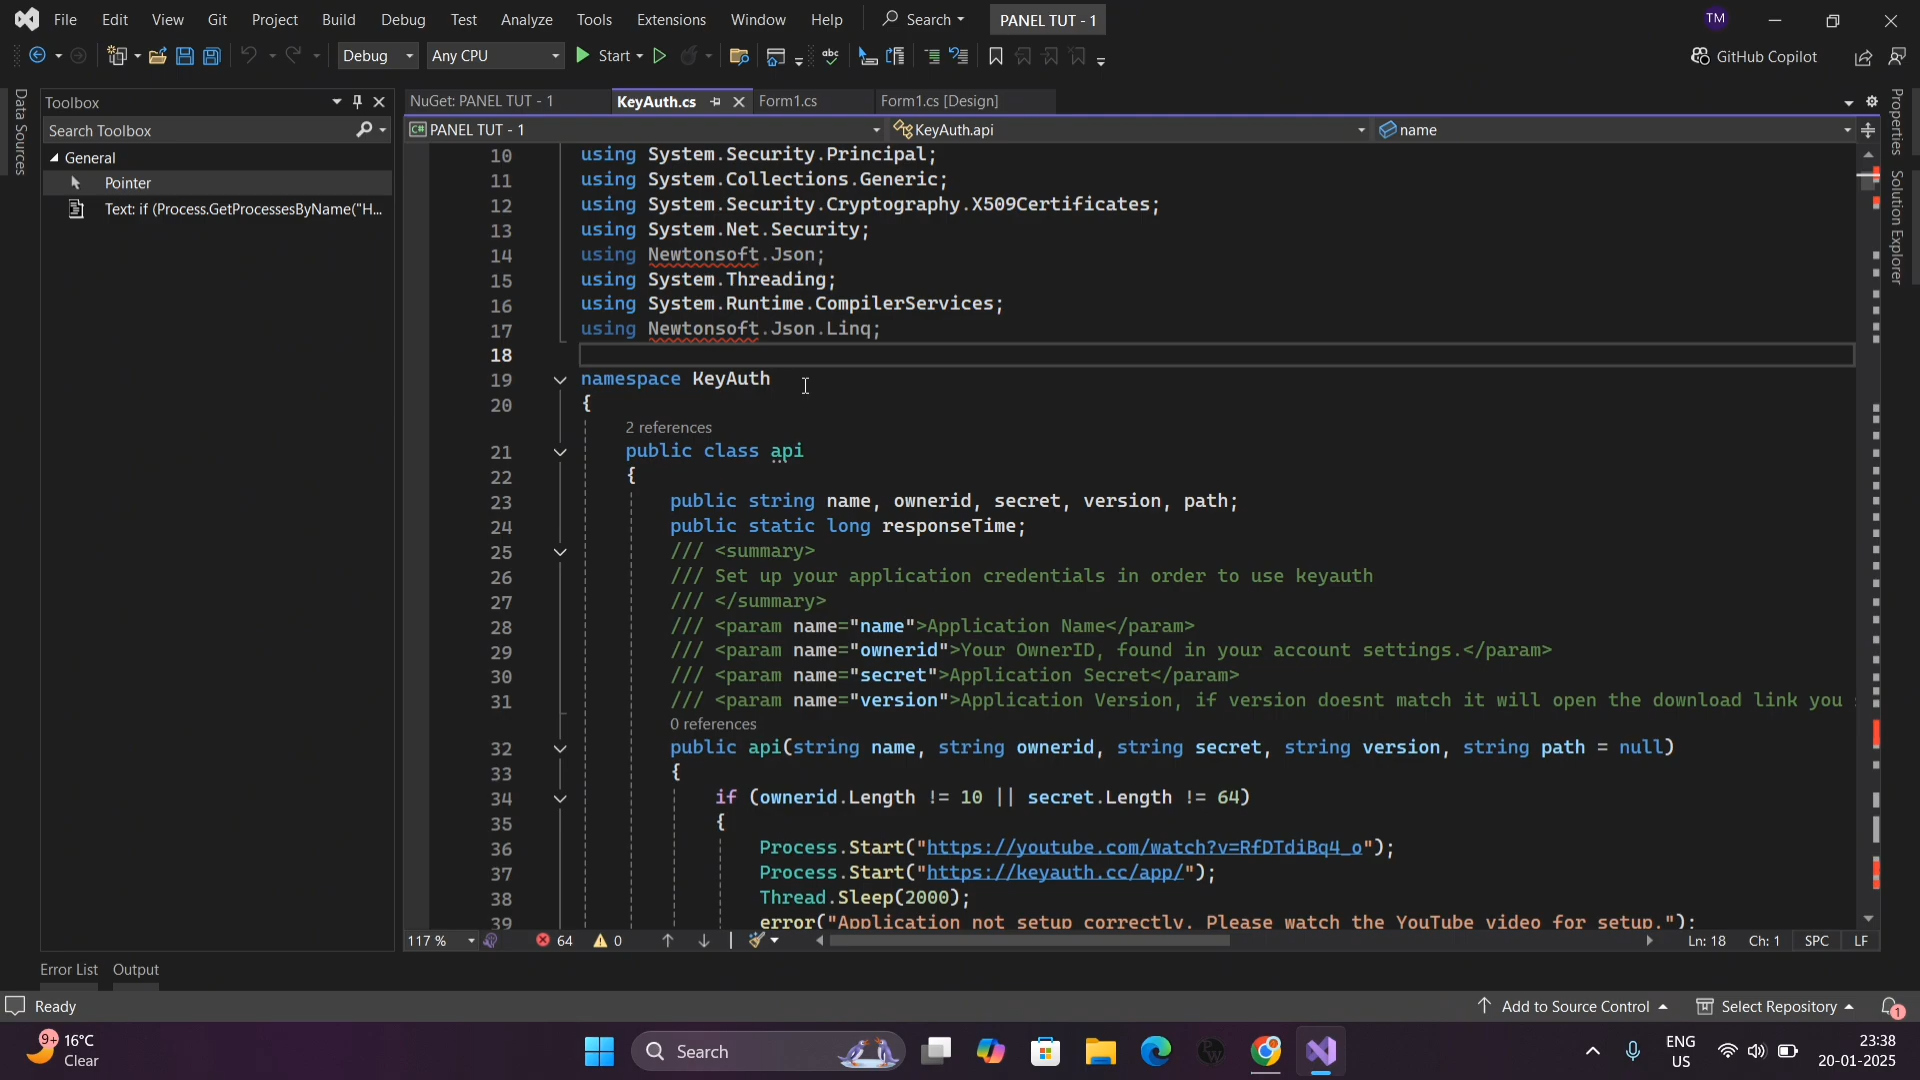 File Edit View Git Project Build Debug Test Analyze Tools Extensions Window Help Search PANEL TUT - 1 TM
Debug Any CPU Start GitHub Copilot
Data Sources
Toolbox
Search Toolbox
General
Pointer
Text: if (Process.GetProcessesByName("H...
NuGet: PANEL TUT - 1 KeyAuth.cs Form1.cs Form1.cs [Design]
PANEL TUT - 1 KeyAuth.api name
Properties
Solution Explorer
10 using System.Security.Principal;
11 using System.Collections.Generic;
12 using System.Security.Cryptography.X509Certificates;
13 using System.Net.Security;
14 using Newtonsoft.Json;
15 using System.Threading;
16 using System.Runtime.CompilerServices;
17 using Newtonsoft.Json.Linq;
18
19 namespace KeyAuth
20 {
2 references
21 public class api
22 {
23 public string name, ownerid, secret, version, path;
24 public static long responseTime;
25 /// <summary>
26 /// Set up your application credentials in order to use keyauth
27 /// </summary>
28 /// <param name="name">Application Name</param>
29 /// <param name="ownerid">Your OwnerID, found in your account settings.</param>
30 /// <param name="secret">Application Secret</param>
31 /// <param name="version">Application Version, if version doesnt match it will open the download link you
0 references
32 public api(string name, string ownerid, string secret, string version, string path = null)
33 {
34 if (ownerid.Length != 10 || secret.Length != 64)
35 {
36 Process.Start("https://youtube.com/watch?v=RfDTdiBq4_o");
37 Process.Start("https://keyauth.cc/app/");
38 Thread.Sleep(2000);
39 error("Application not setup correctly. Please watch the YouTube video for setup.");
117 % 64 0 Ln: 18 Ch: 1 SPC LF
Error List Output
Ready Add to Source Control Select Repository 1
9+ 16°C
Clear
Search
ENG
US
23:38
20-01-2025